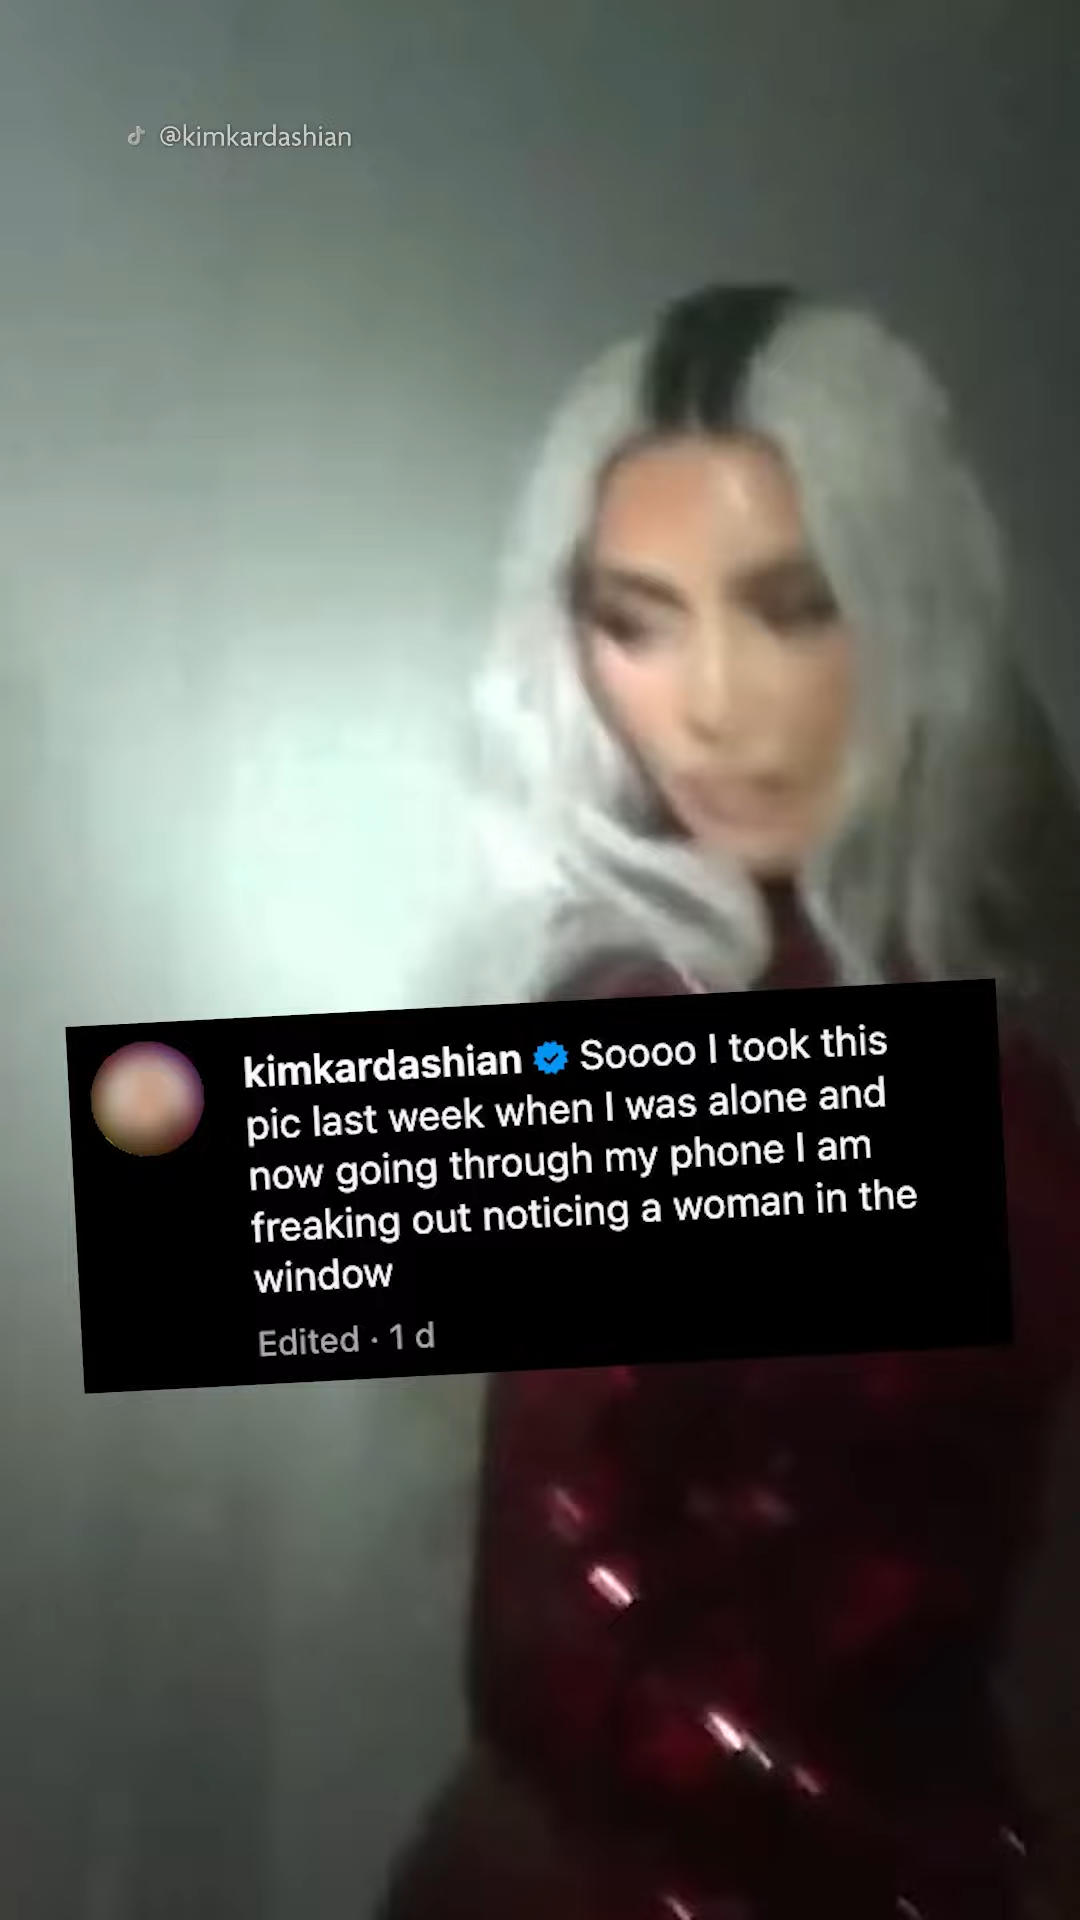 @kimkardashian
kimkardashian Soooo I took this
pic last week when I was alone and
now going through my phone I am
freaking out noticing a woman in the
window
Edited · 1 d